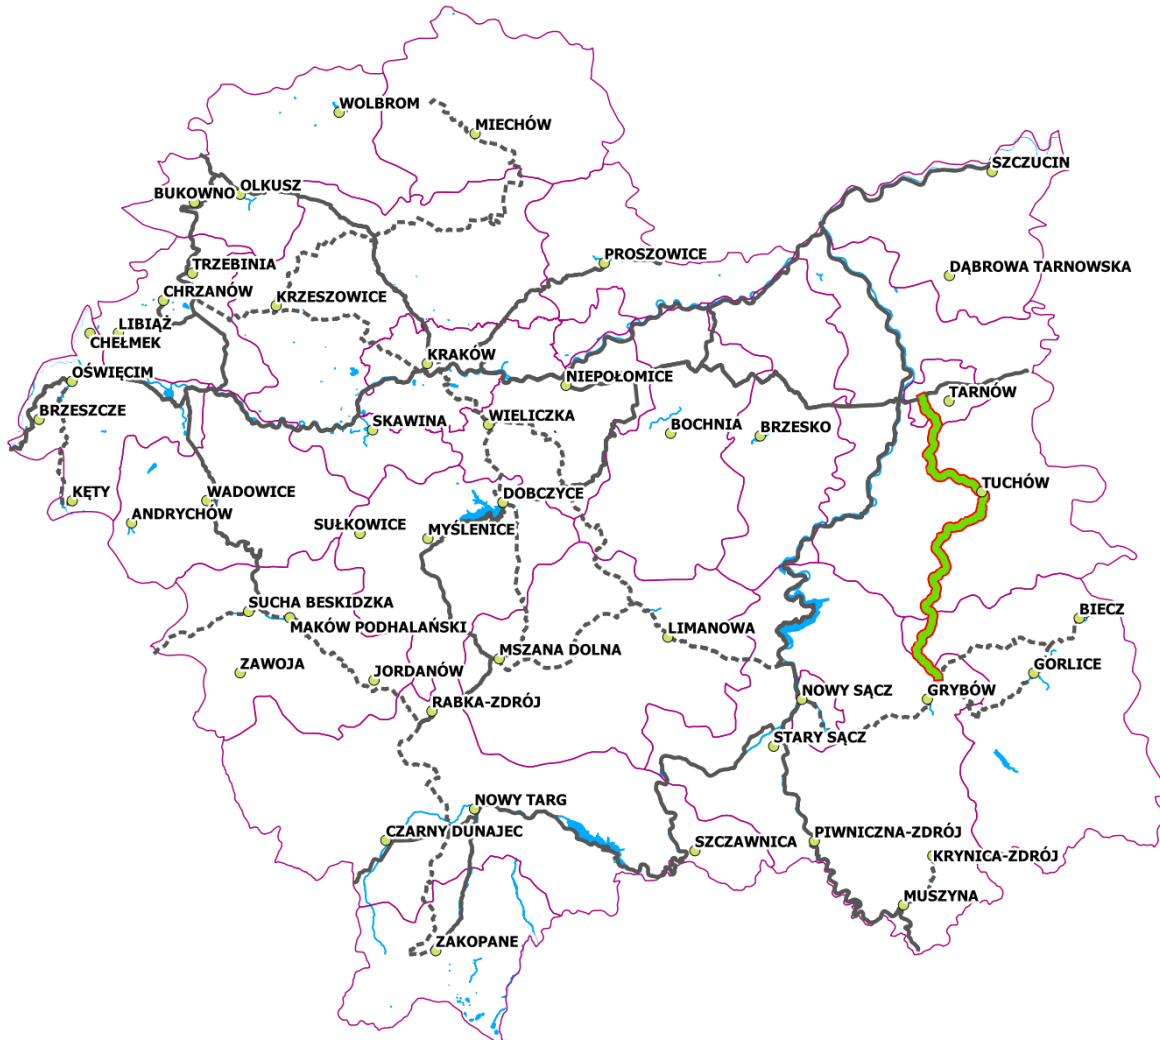 WOLBROM
MIECHÓW
SZCZUCIN
OLKUSZ
BUKOWNO
PROSZOWICE
TRZEBINIA
DĄBROWA TARNOWSKA
CHRZANÓW
KRZESZOWICE
LIBIĄŻ
CHEŁMEK
KRAKÓW
OŚWIĘCIM
NIEPOŁOMICE
TARNÓW
BRZESZCZE
WIELICZKA
SKAWINA
BOCHNIA
BRZESKO
TUCHÓW
KĘTY
WADOWICE
DOBCZYCE
ANDRYCHÓW
SUŁKOWICE
MYŚLENICE
SUCHA BESKIDZKA
BIECZ
MAKÓW PODHALAŃSKI
LIMANOWA
MSZANA DOLNA
ZAWOJA
JORDANÓW
GORLICE
NOWY SĄCZ
GRYBÓW
RABKA-ZDRÓJ
STARY SĄCZ
NOWY TARG
CZARNY DUNAJEC
SZCZAWNICA
PIWNICZNA-ZDRÓJ
KRYNICA-ZDRÓJ
MUSZYNA
ZAKOPANE